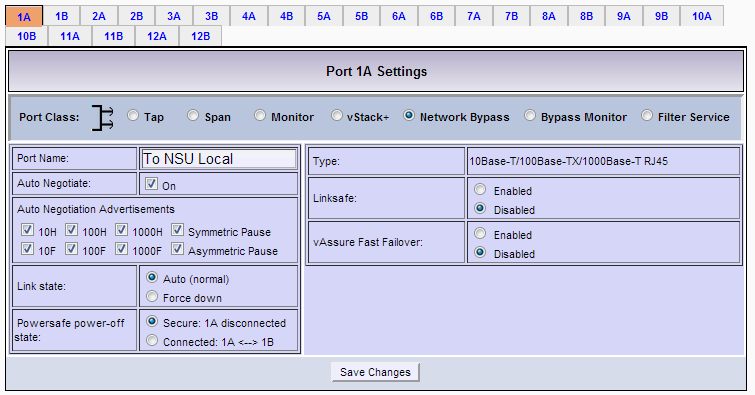 1A 1B 2A 2B 3A 3B 4A 4B 5A 5B 6A 6B 7A 7B 8A 8B 9A 9B 10A
10B 11A 11B 12A 12B
Port 1A Settings
Port Class: Tap Span Monitor vStack+ Network Bypass Bypass Monitor Filter Service
Port Name: To NSU Local
Auto Negotiate: On
Auto Negotiation Advertisements
10H 100H 1000H Symmetric Pause
10F 100F 1000F Asymmetric Pause
Link state: Auto (normal)
Force down
Powersafe power-off state: Secure: 1A disconnected
Connected: 1A <--> 1B
Type: 10Base-T/100Base-TX/1000Base-T RJ45
Linksafe: Enabled
Disabled
vAssure Fast Failover: Enabled
Disabled
Save Changes